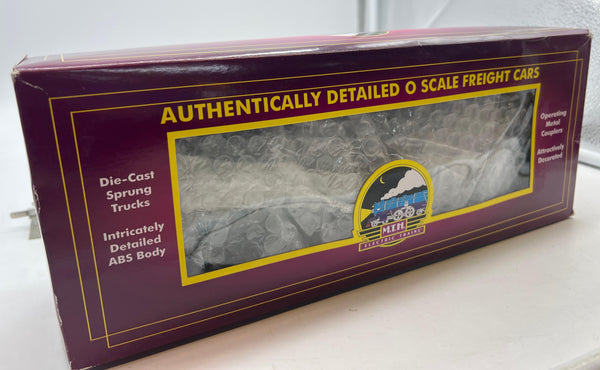 AUTHENTICALLY DETAILED O SCALE FREIGHT CARS
Die-Cast
Sprung
Trucks
Intricately
Detailed
ABS Body
Operating
Metal
Couplers
Attractively
Decorated
M.T.H.
ELECTRIC TRAINS